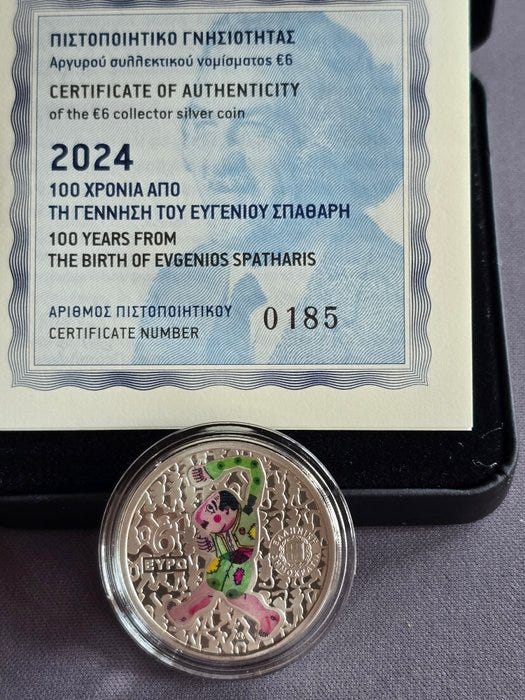 ΠΙΣΤΟΠΟΙΗΤΙΚΟ ΓΝΗΣΙΟΤΗΤΑΣ
Αργυρού συλλεκτικού νομίσματος €6
CERTIFICATE OF AUTHENTICITY
of the €6 collector silver coin
2024
100 ΧΡΟΝΙΑ ΑΠΟ
ΤΗ ΓΕΝΝΗΣΗ ΤΟΥ ΕΥΓΕΝΙΟΥ ΣΠΑΘΑΡΗ
100 YEARS FROM
THE BIRTH OF EVGENIOS SPATHARIS
ΑΡΙΘΜΟΣ ΠΙΣΤΟΠΟΙΗΤΙΚΟΥ
CERTIFICATE NUMBER
0185
6
ΕΥΡΩ